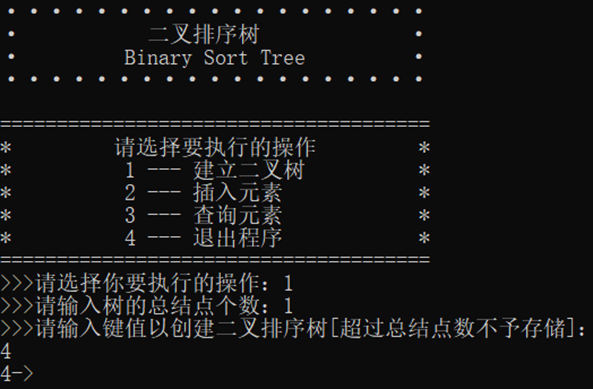 二叉排序树
Binary Sort Tree
=====================================
* 请选择要执行的操作 *
* 1 --- 建立二叉树 *
* 2 --- 插入元素 *
* 3 --- 查询元素 *
* 4 --- 退出程序 *
=====================================
>>>请选择你要执行的操作：1
>>>请输入树的总结点个数：1
>>>请输入键值以创建二叉排序树[超过总结点数不予存储]：
4
4->